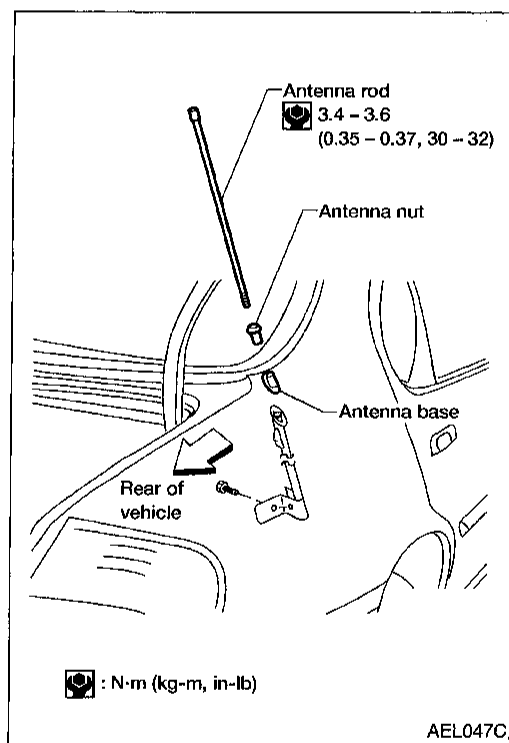 Antenna rod
3.4 – 3.6
(0.35 – 0.37, 30 – 32)
Antenna nut
Antenna base
Rear of
vehicle
: N·m (kg-m, in-lb)
AEL047C